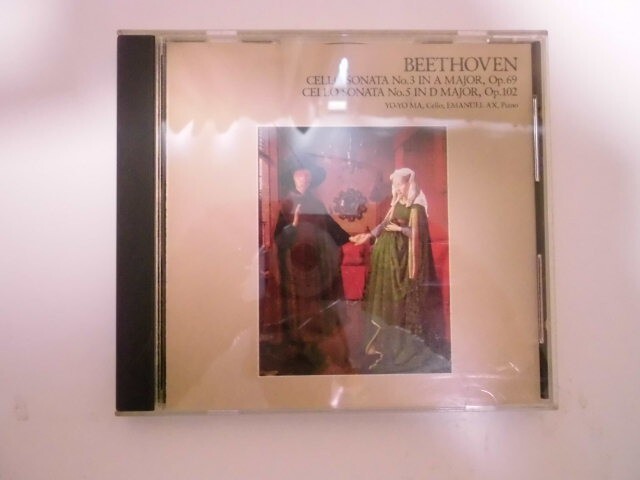 BEETHOVEN
CELLO SONATA No.3 IN A MAJOR, Op.69
CELLO SONATA No.5 IN D MAJOR, Op.102
YO-YO MA, Cello, EMANUEL AX, Piano